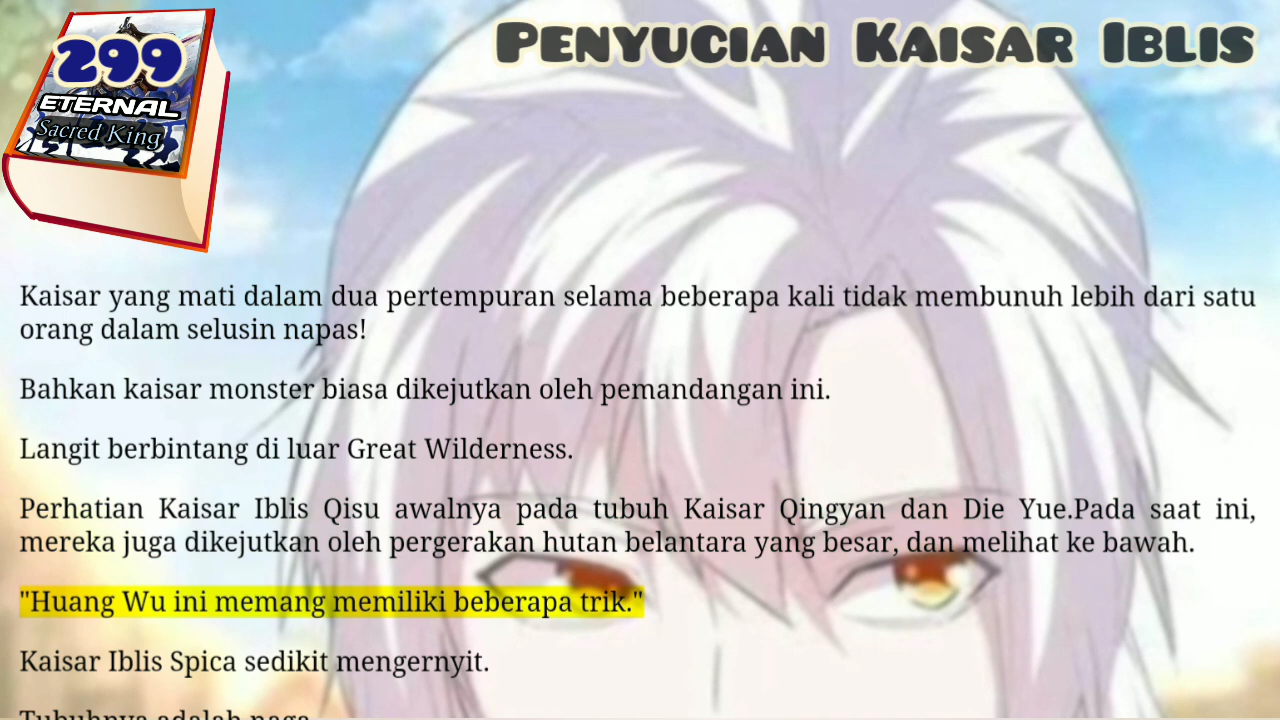 299
ETERNAL
Sacred King
Penyucian Kaisar Iblis
Kaisar yang mati dalam dua pertempuran selama beberapa kali tidak membunuh lebih dari satu
orang dalam selusin napas!
Bahkan kaisar monster biasa dikejutkan oleh pemandangan ini.
Langit berbintang di luar Great Wilderness.
Perhatian Kaisar Iblis Qisu awalnya pada tubuh Kaisar Qingyan dan Die Yue.Pada saat ini,
mereka juga dikejutkan oleh pergerakan hutan belantara yang besar, dan melihat ke bawah.
"Huang Wu ini memang memiliki beberapa trik."
Kaisar Iblis Spica sedikit mengernyit.
Tubuhnya adalah naga